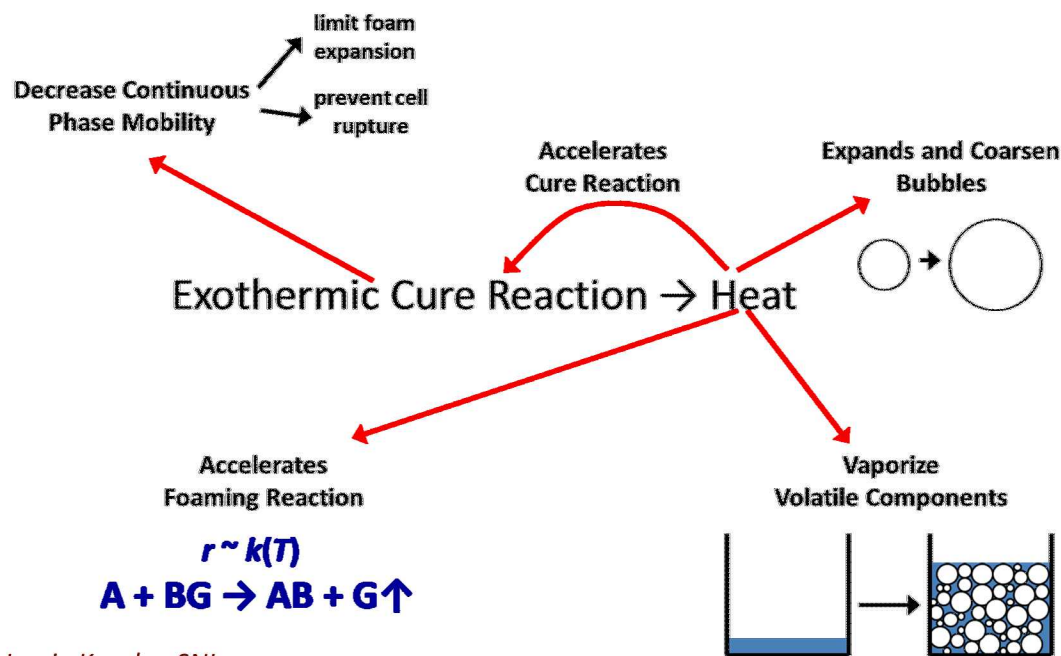 limit foam
expansion
Decrease Continuous
Phase Mobility
prevent cell
rupture
Accelerates
Cure Reaction
Expands and Coarsen
Bubbles
Exothermic Cure Reaction → Heat
Accelerates
Foaming Reaction
r ~ k(T)
A + BG → AB + G↑
Vaporize
Volatile Components